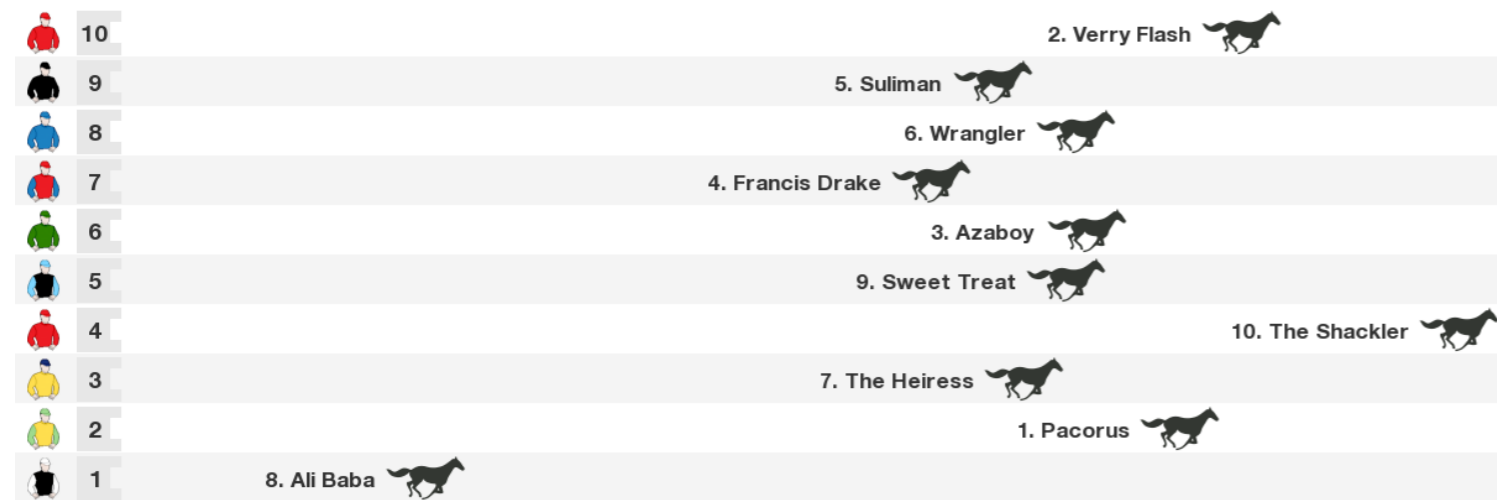 10 2. Verry Flash
9 5. Suliman
8 6. Wrangler
7 4. Francis Drake
6 3. Azaboy
5 9. Sweet Treat
4 10. The Shackler
3 7. The Heiress
2 1. Pacorus
1 8. Ali Baba